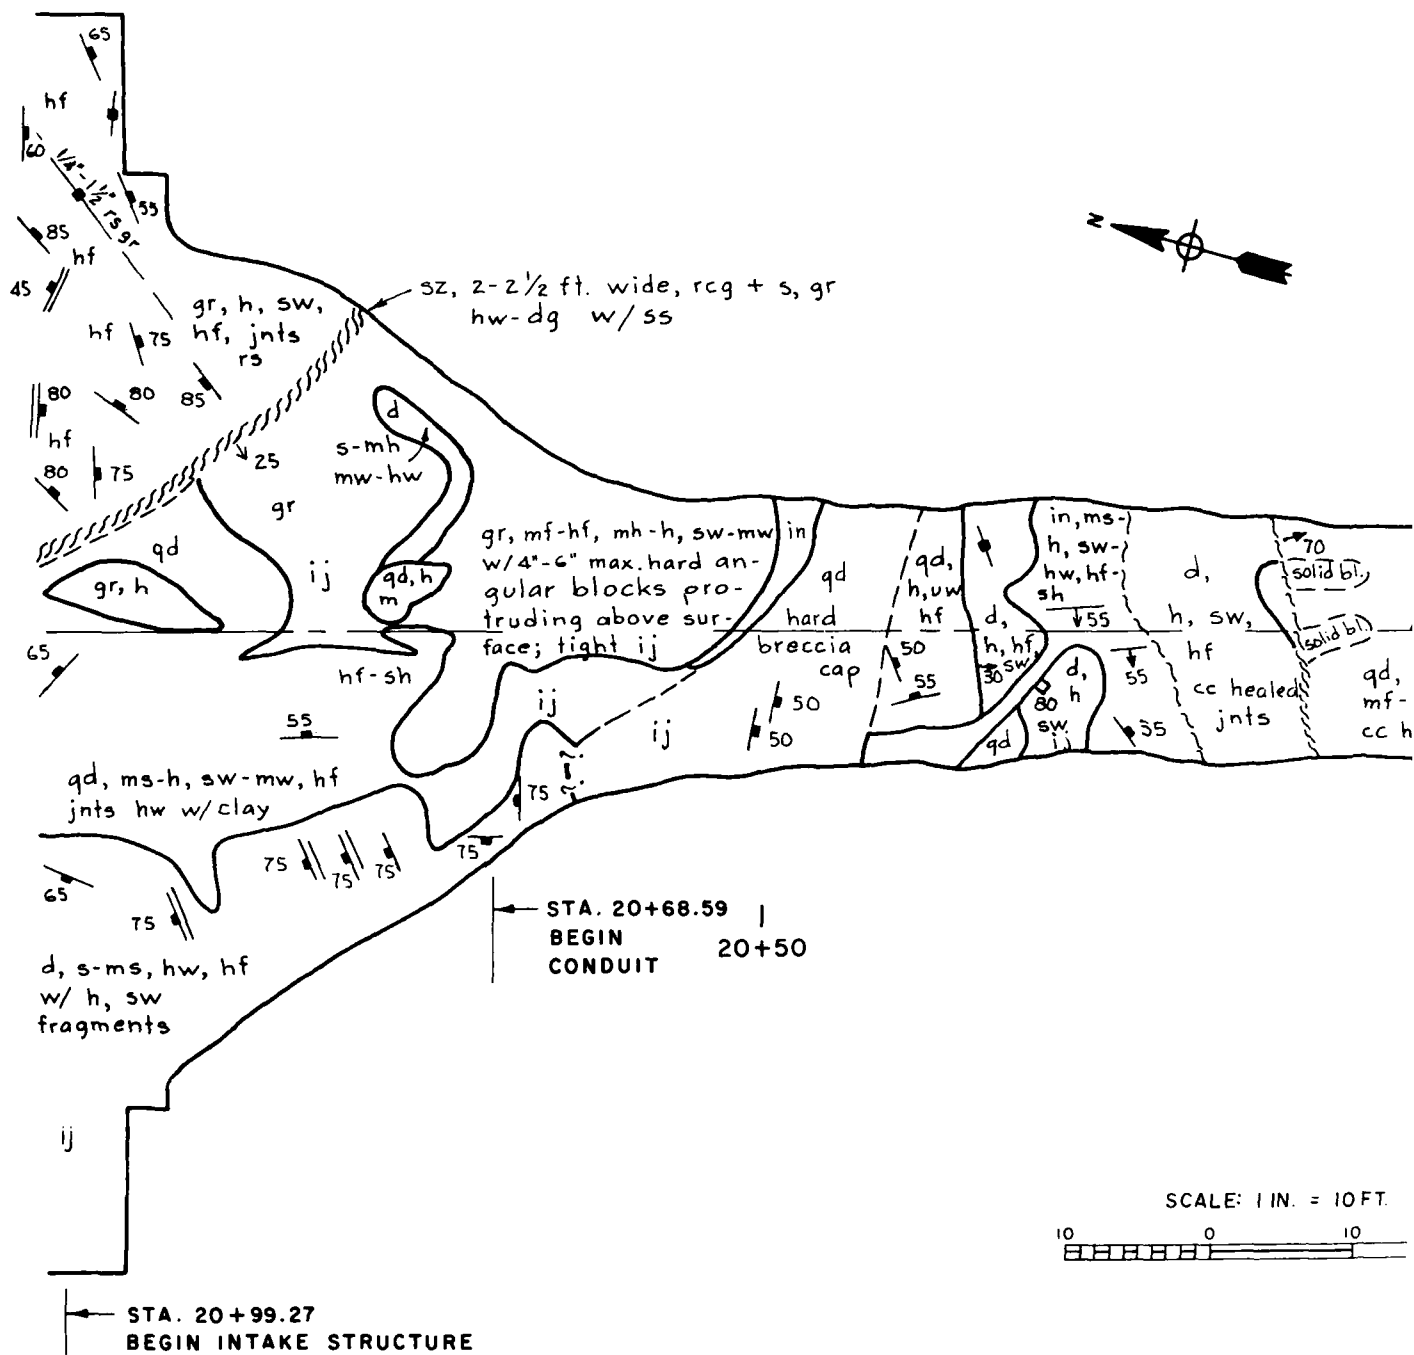 65
hf
60
1/4"-1 1/2" rs gr
55
85
hf
45
N
gr, h, sw,
hf, jnts
rs
sz, 2-2 1/2 ft. wide, rcg + s, gr
hw-dg w/ ss
hf
75
80
80
85
hf
80
75
25
d
s-mh
mw-hw
gr
qd
gr, h
ij
qd, h
m
gr, mf-hf, mh-h, sw-mw
w/4"-6" max. hard an-
gular blocks pro-
truding above sur-
face; tight ij
in
qd
hard
breccia
cap
qd,
h, uw
hf
50
55
d,
h, hf,
sw
30
in, ms-
h, sw-
hw, hf-
sh
55
d,
h, sw,
hf
cc healed
jnts
70
solid bl.
solid bl.
qd,
mf-
cc h
65
hf-sh
55
ij
ij
50
50
80
d,
h
sw
ij
qd
55
35
qd, ms-h, sw-mw, hf
jnts hw w/clay
75
75
75
75
75
65
75
d, s-ms, hw, hf
w/ h, sw
fragments
STA. 20+68.59
BEGIN
CONDUIT
20+50
ij
SCALE: 1 IN. = 10 FT.
10 0 10
STA. 20+99.27
BEGIN INTAKE STRUCTURE